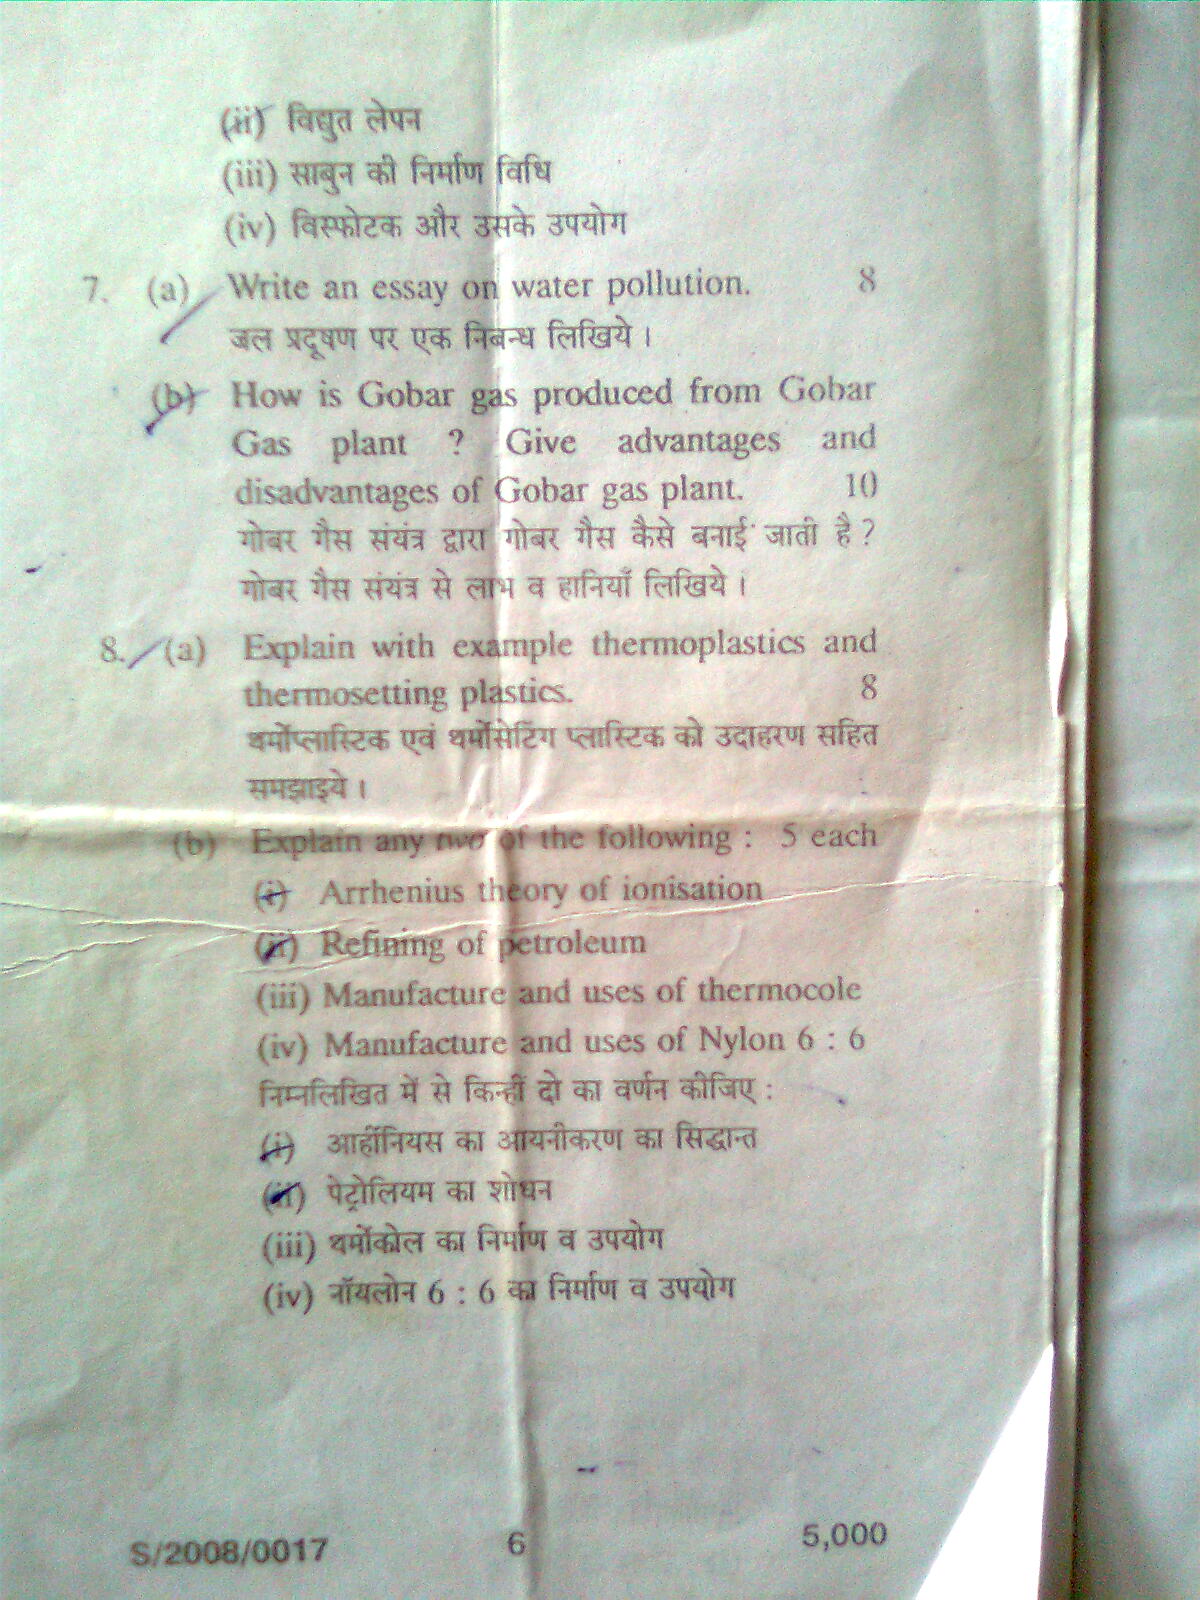 (ii) विद्युत लेपन
(iii) साबुन की निर्माण विधि
(iv) विस्फोटक और उसके उपयोग
7. (a) Write an essay on water pollution. 8
जल प्रदूषण पर एक निबन्ध लिखिये ।
(b) How is Gobar gas produced from Gobar
Gas plant ? Give advantages and
disadvantages of Gobar gas plant. 10
गोबर गैस संयंत्र द्वारा गोबर गैस कैसे बनाई जाती है ?
गोबर गैस संयंत्र से लाभ व हानियाँ लिखिये ।
8. (a) Explain with example thermoplastics and
thermosetting plastics. 8
थर्मोप्लास्टिक एवं थर्मोसेटिंग प्लास्टिक को उदाहरण सहित
समझाइये ।
(b) Explain any two of the following : 5 each
(i) Arrhenius theory of ionisation
(ii) Refining of petroleum
(iii) Manufacture and uses of thermocole
(iv) Manufacture and uses of Nylon 6 : 6
निम्नलिखित में से किन्हीं दो का वर्णन कीजिए :
(i) आर्हीनियस का आयनीकरण का सिद्धान्त
(ii) पेट्रोलियम का शोधन
(iii) थर्मोकोल का निर्माण व उपयोग
(iv) नॉयलोन 6 : 6 का निर्माण व उपयोग
S/2008/0017 6 5,000